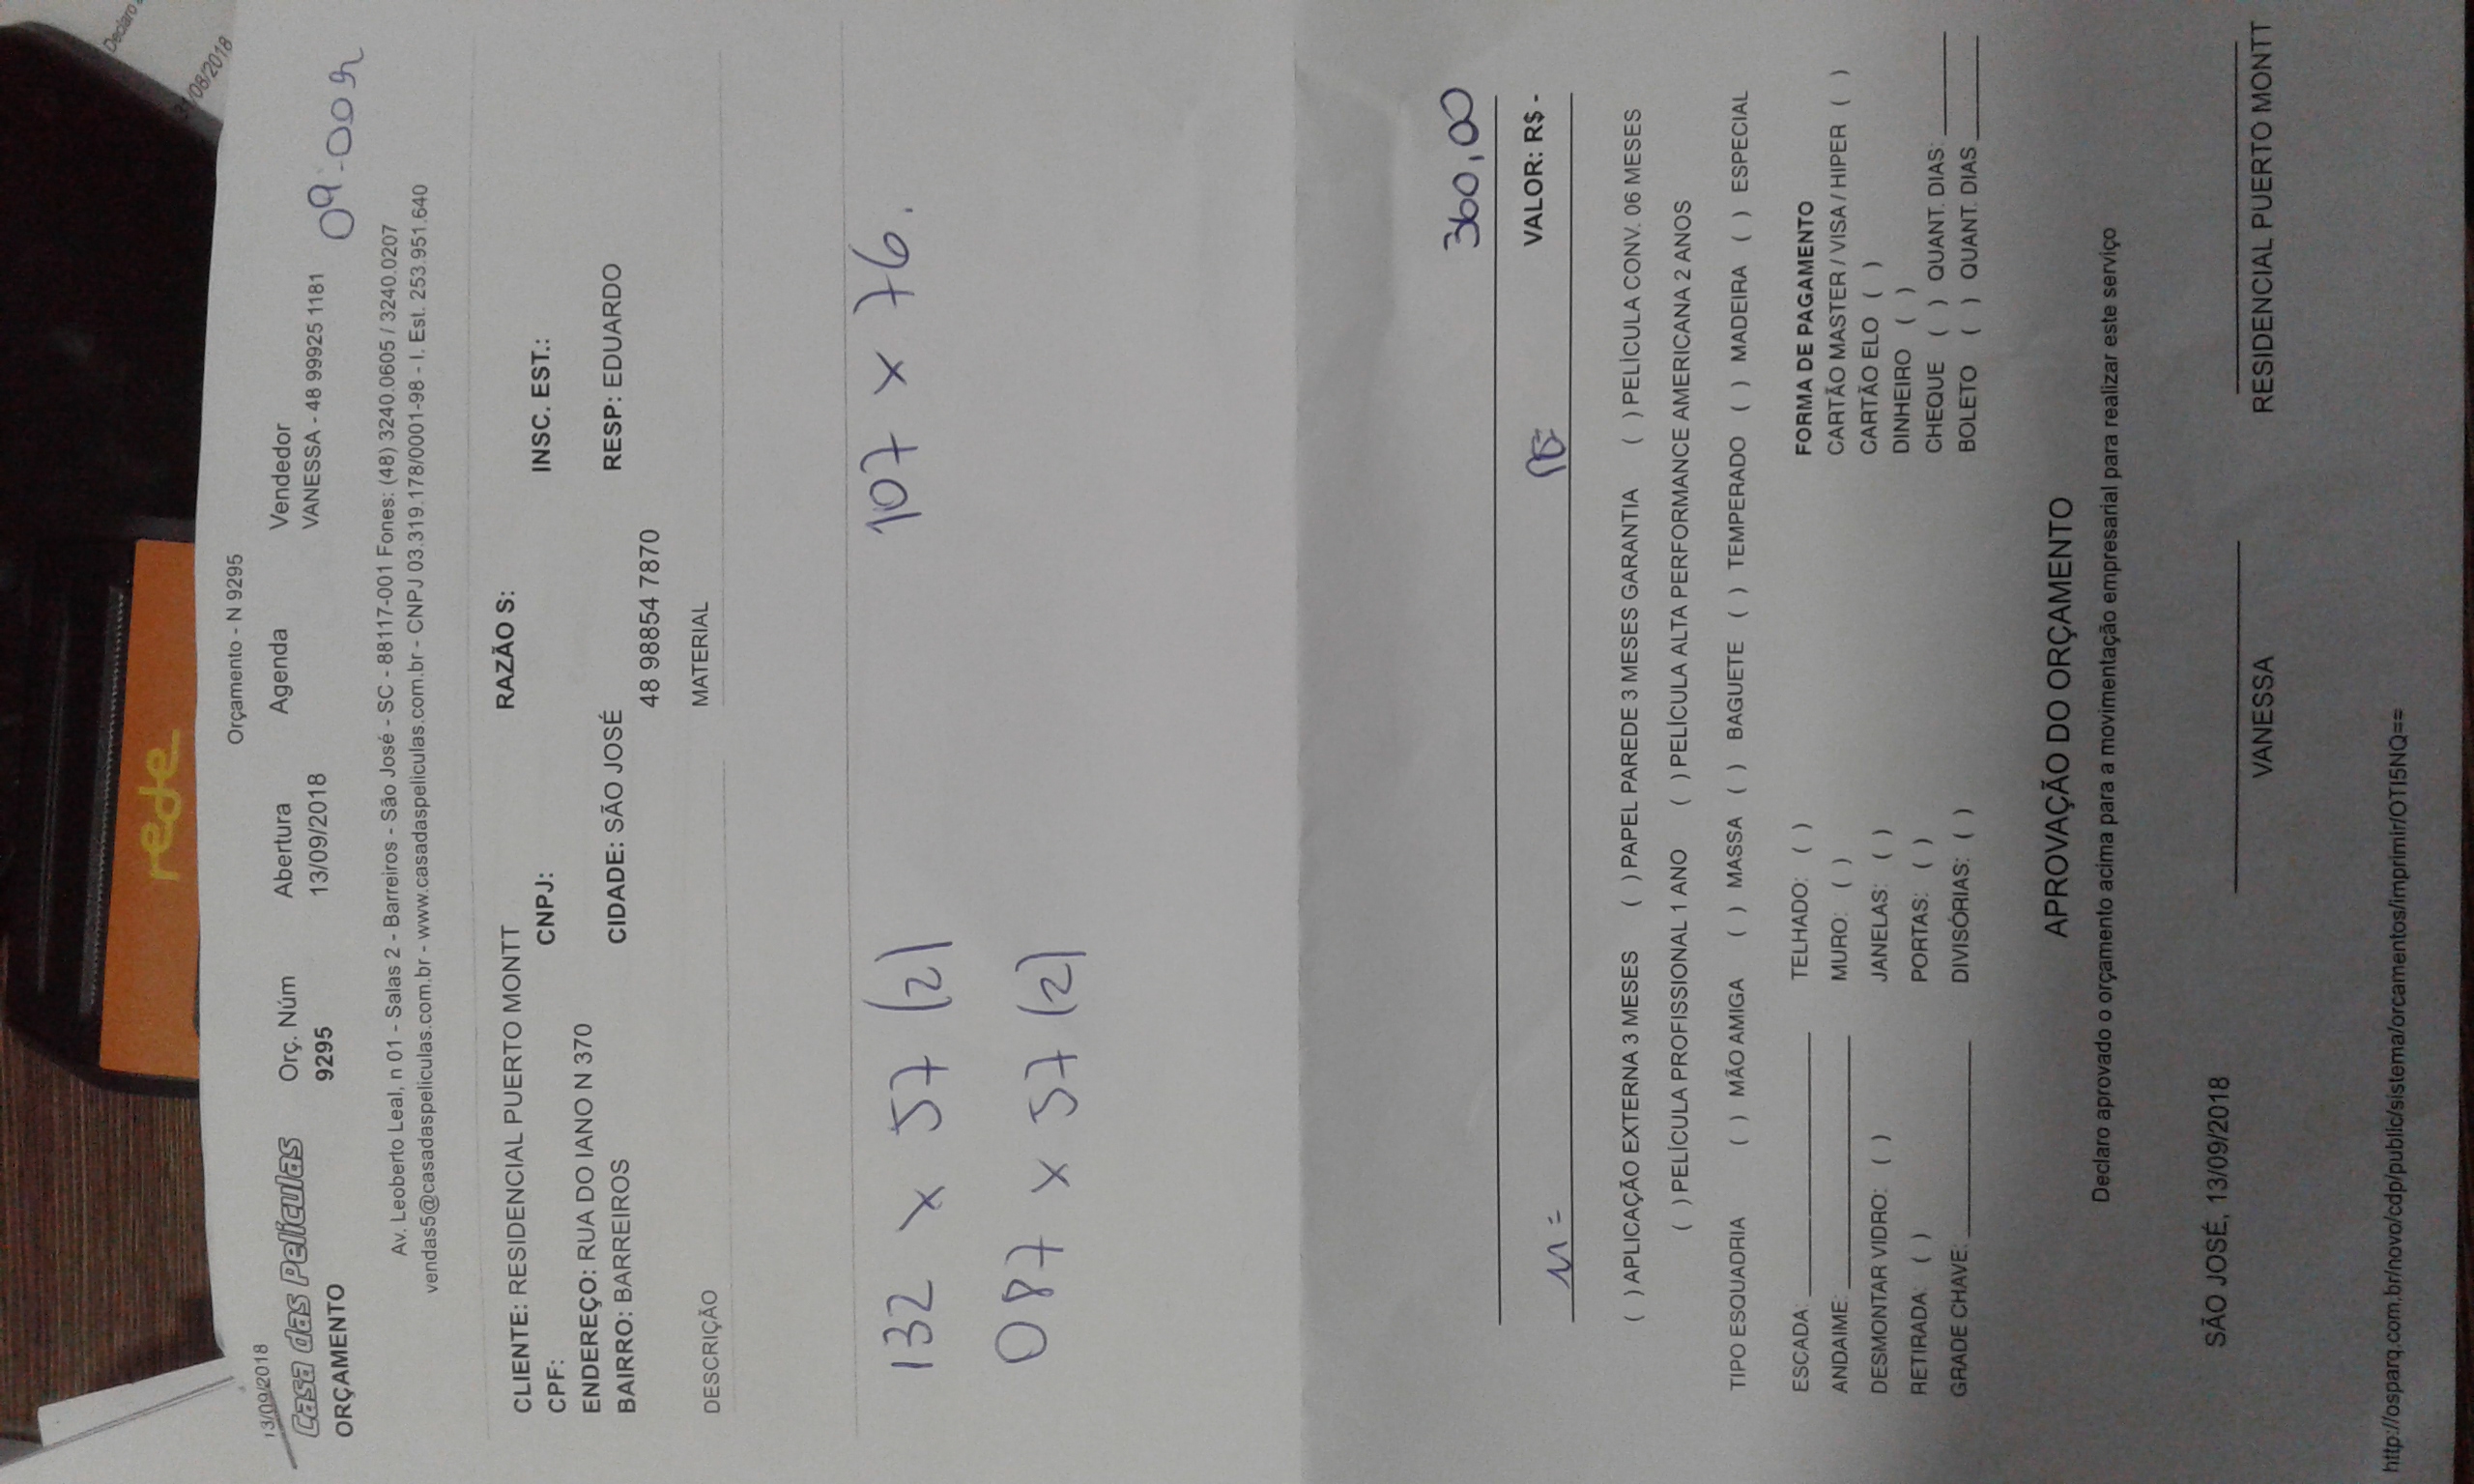 Declaro
31/08/2018
rede
13/09/2018
Orçamento - N 9295
Casa das Películas
ORÇAMENTO
Orç. Núm
9295
Abertura
13/09/2018
Agenda
Vendedor
VANESSA - 48 99925 1181
Av. Leoberto Leal, n 01 - Salas 2 - Barreiros - São José - SC - 88117-001 Fones: (48) 3240.0605 / 3240.0207
vendas5@casadaspeliculas.com.br - www.casadaspeliculas.com.br - CNPJ 03.319.178/0001-98 - I. Est. 253.951.640
CLIENTE: RESIDENCIAL PUERTO MONTT RAZÃO S:
CPF: CNPJ: INSC. EST.:
ENDEREÇO: RUA DO IANO N 370
BAIRRO: BARREIROS CIDADE: SÃO JOSÉ RESP: EDUARDO
48 98854 7870
DESCRIÇÃO MATERIAL
132 x 57 (2) 107 x 76.
087 x 57 (2)
360,00
VALOR: R$ -
( ) APLICAÇÃO EXTERNA 3 MESES ( ) PAPEL PAREDE 3 MESES GARANTIA ( ) PELÍCULA CONV. 06 MESES
( ) PELÍCULA PROFISSIONAL 1 ANO ( ) PELÍCULA ALTA PERFORMANCE AMERICANA 2 ANOS
TIPO ESQUADRIA ( ) MÃO AMIGA ( ) MASSA ( ) BAGUETE ( ) TEMPERADO ( ) MADEIRA ( ) ESPECIAL
ESCADA:
ANDAIME:
DESMONTAR VIDRO: ( )
RETIRADA: ( )
GRADE CHAVE:
TELHADO: ( )
MURO: ( )
JANELAS: ( )
PORTAS: ( )
DIVISÓRIAS: ( )
FORMA DE PAGAMENTO
CARTÃO MASTER / VISA / HIPER ( )
CARTÃO ELO ( )
DINHEIRO ( )
CHEQUE ( ) QUANT. DIAS:
BOLETO ( ) QUANT. DIAS
APROVAÇÃO DO ORÇAMENTO
Declaro aprovado o orçamento acima para a movimentação empresarial para realizar este serviço
SÃO JOSÉ, 13/09/2018
VANESSA
RESIDENCIAL PUERTO MONTT
http://osparq.com.br/novo/cdp/public/sistema/orcamentos/imprimir/OTI5NQ==